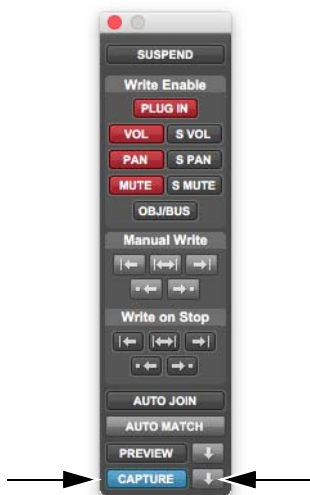 SUSPEND
Write Enable
PLUG IN
VOL S VOL
PAN S PAN
MUTE S MUTE
OBJ/BUS
Manual Write
Write on Stop
AUTO JOIN
AUTO MATCH
PREVIEW
CAPTURE